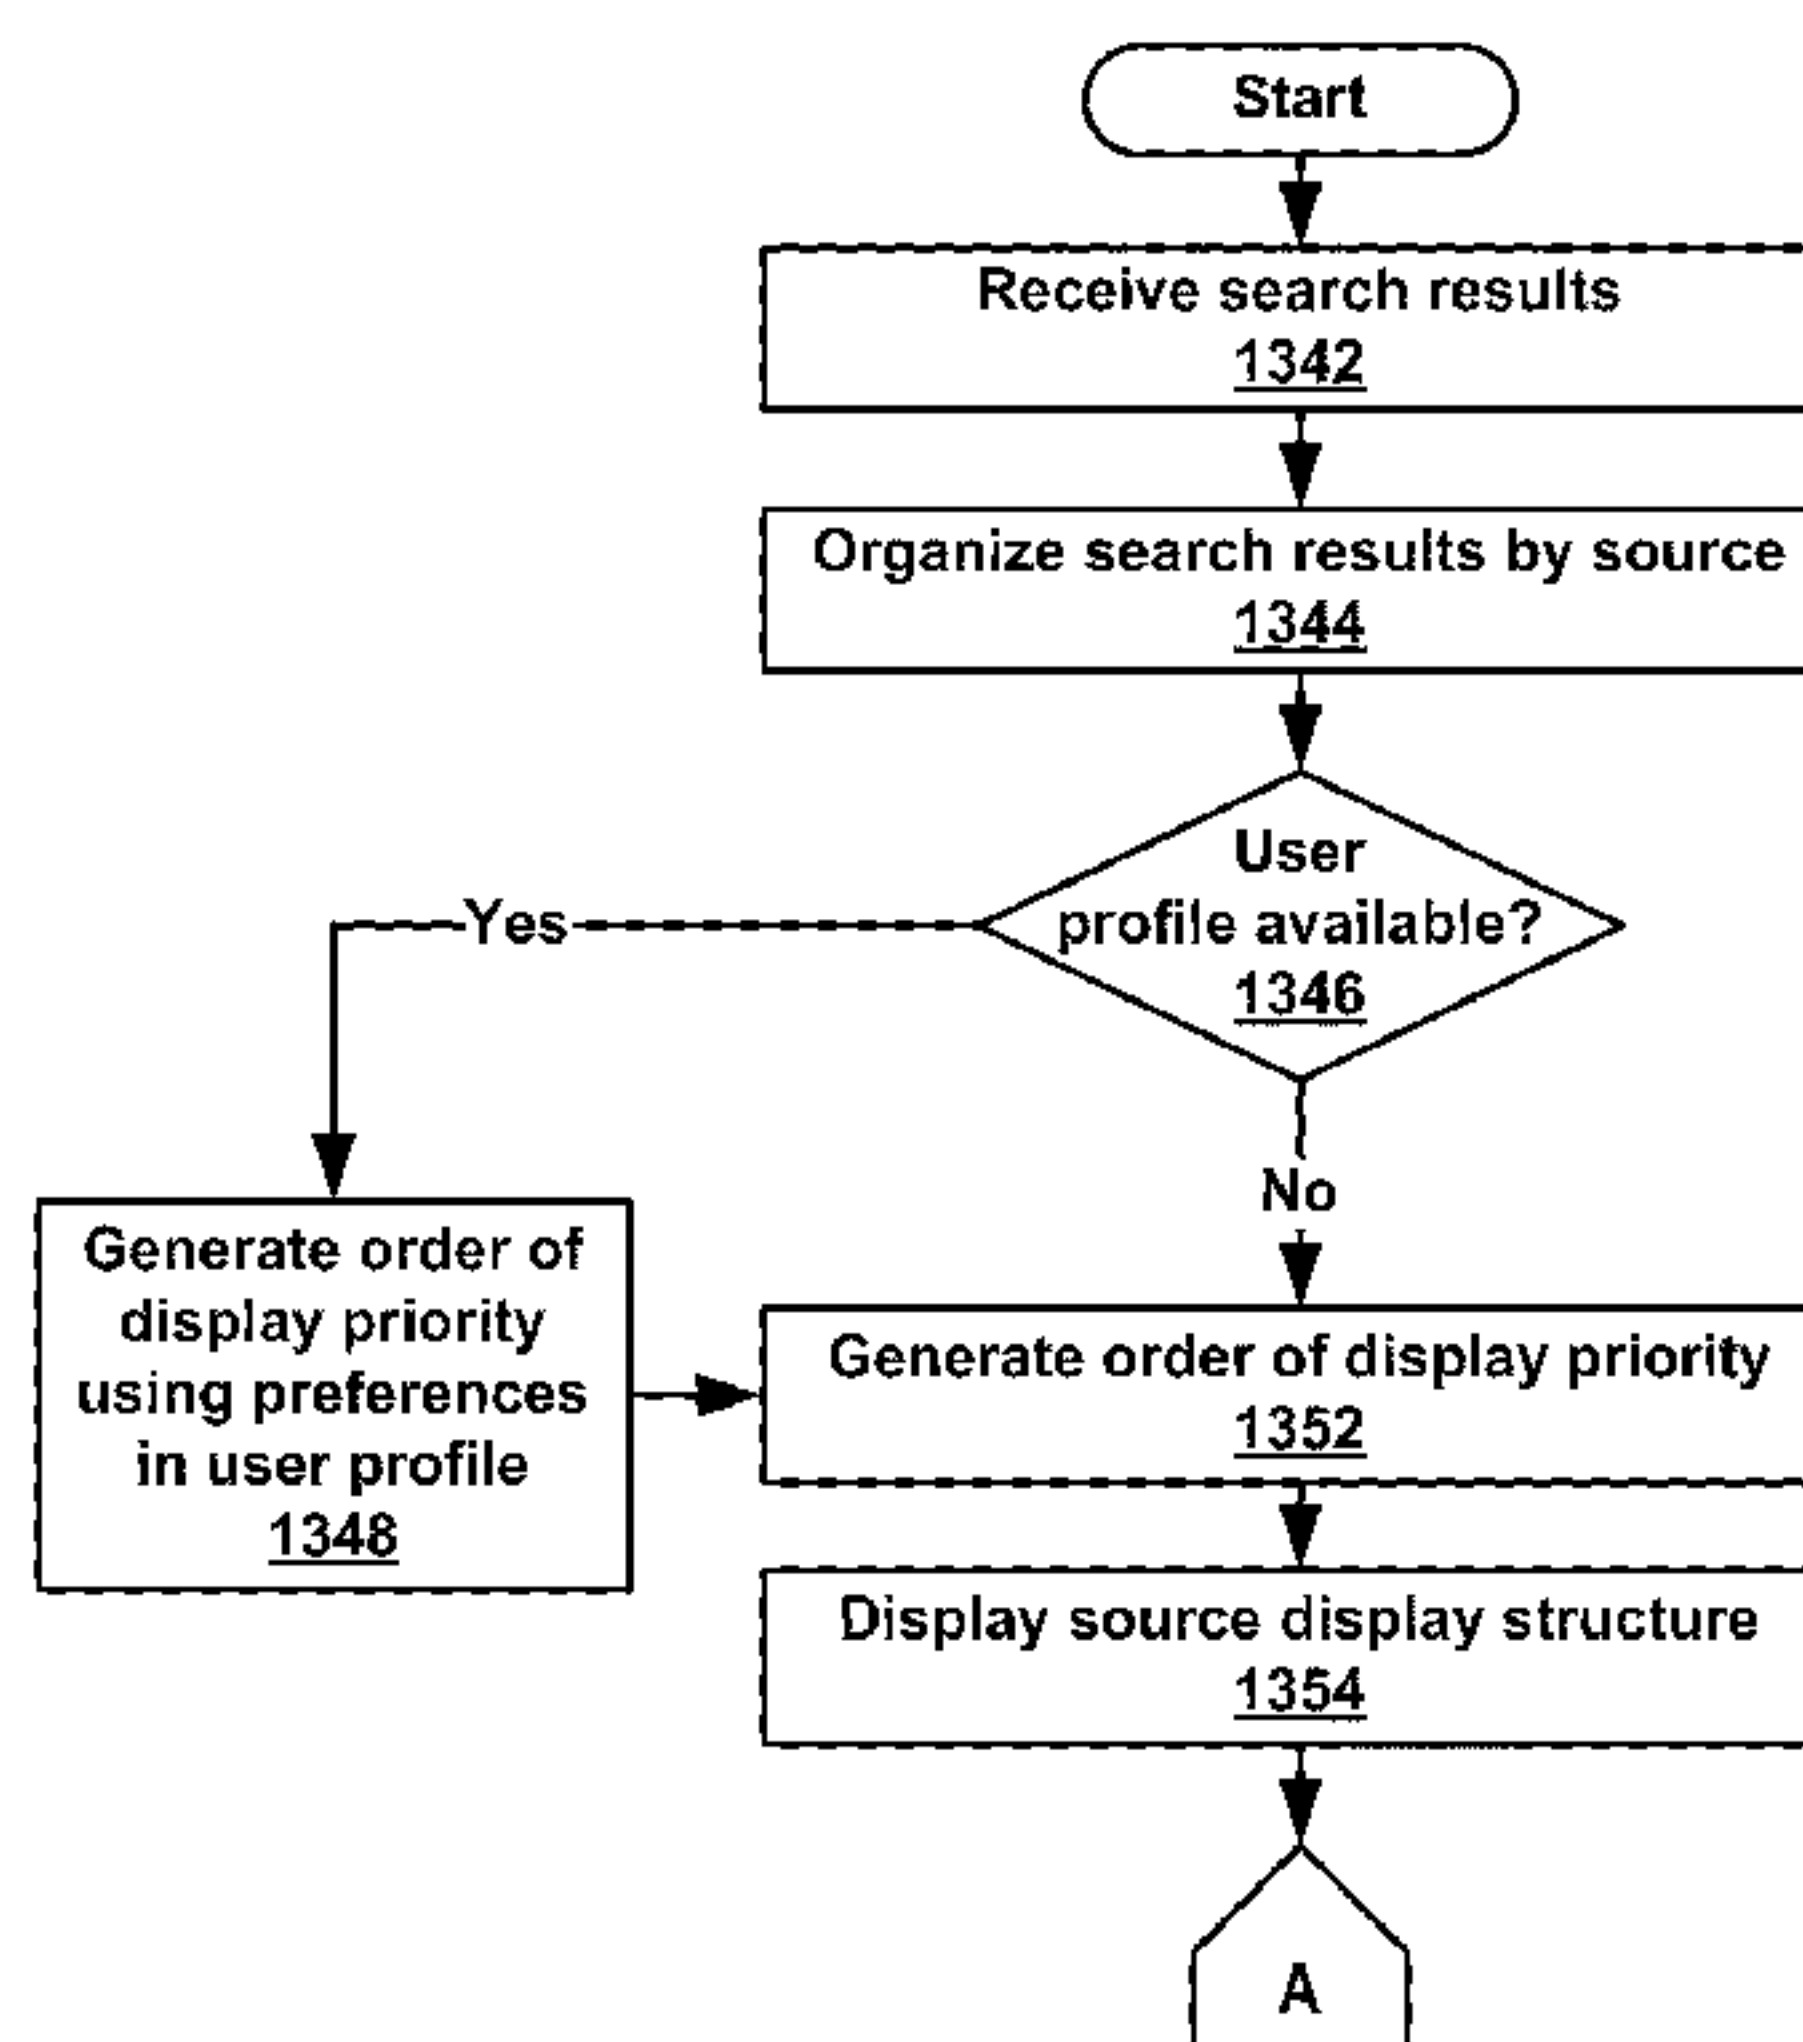 Start
Receive search results
1342
Organize search results by source
1344
User
profile available?
1346
Yes
No
Generate order of
display priority
using preferences
in user profile
1348
Generate order of display priority
1352
Display source display structure
1354
A